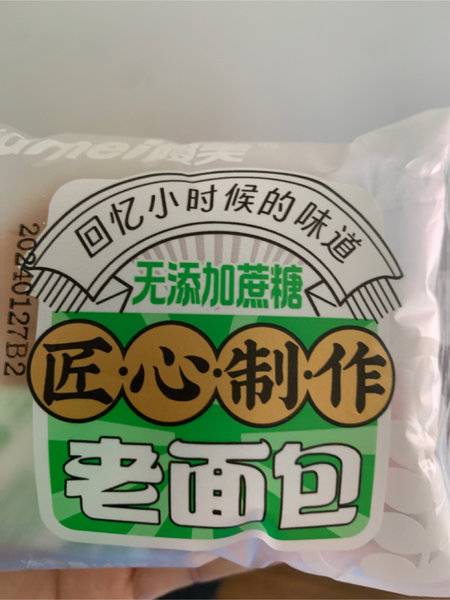 回忆小时候的味道
无添加蔗糖
匠·心·制·作
老面包
20240127B2